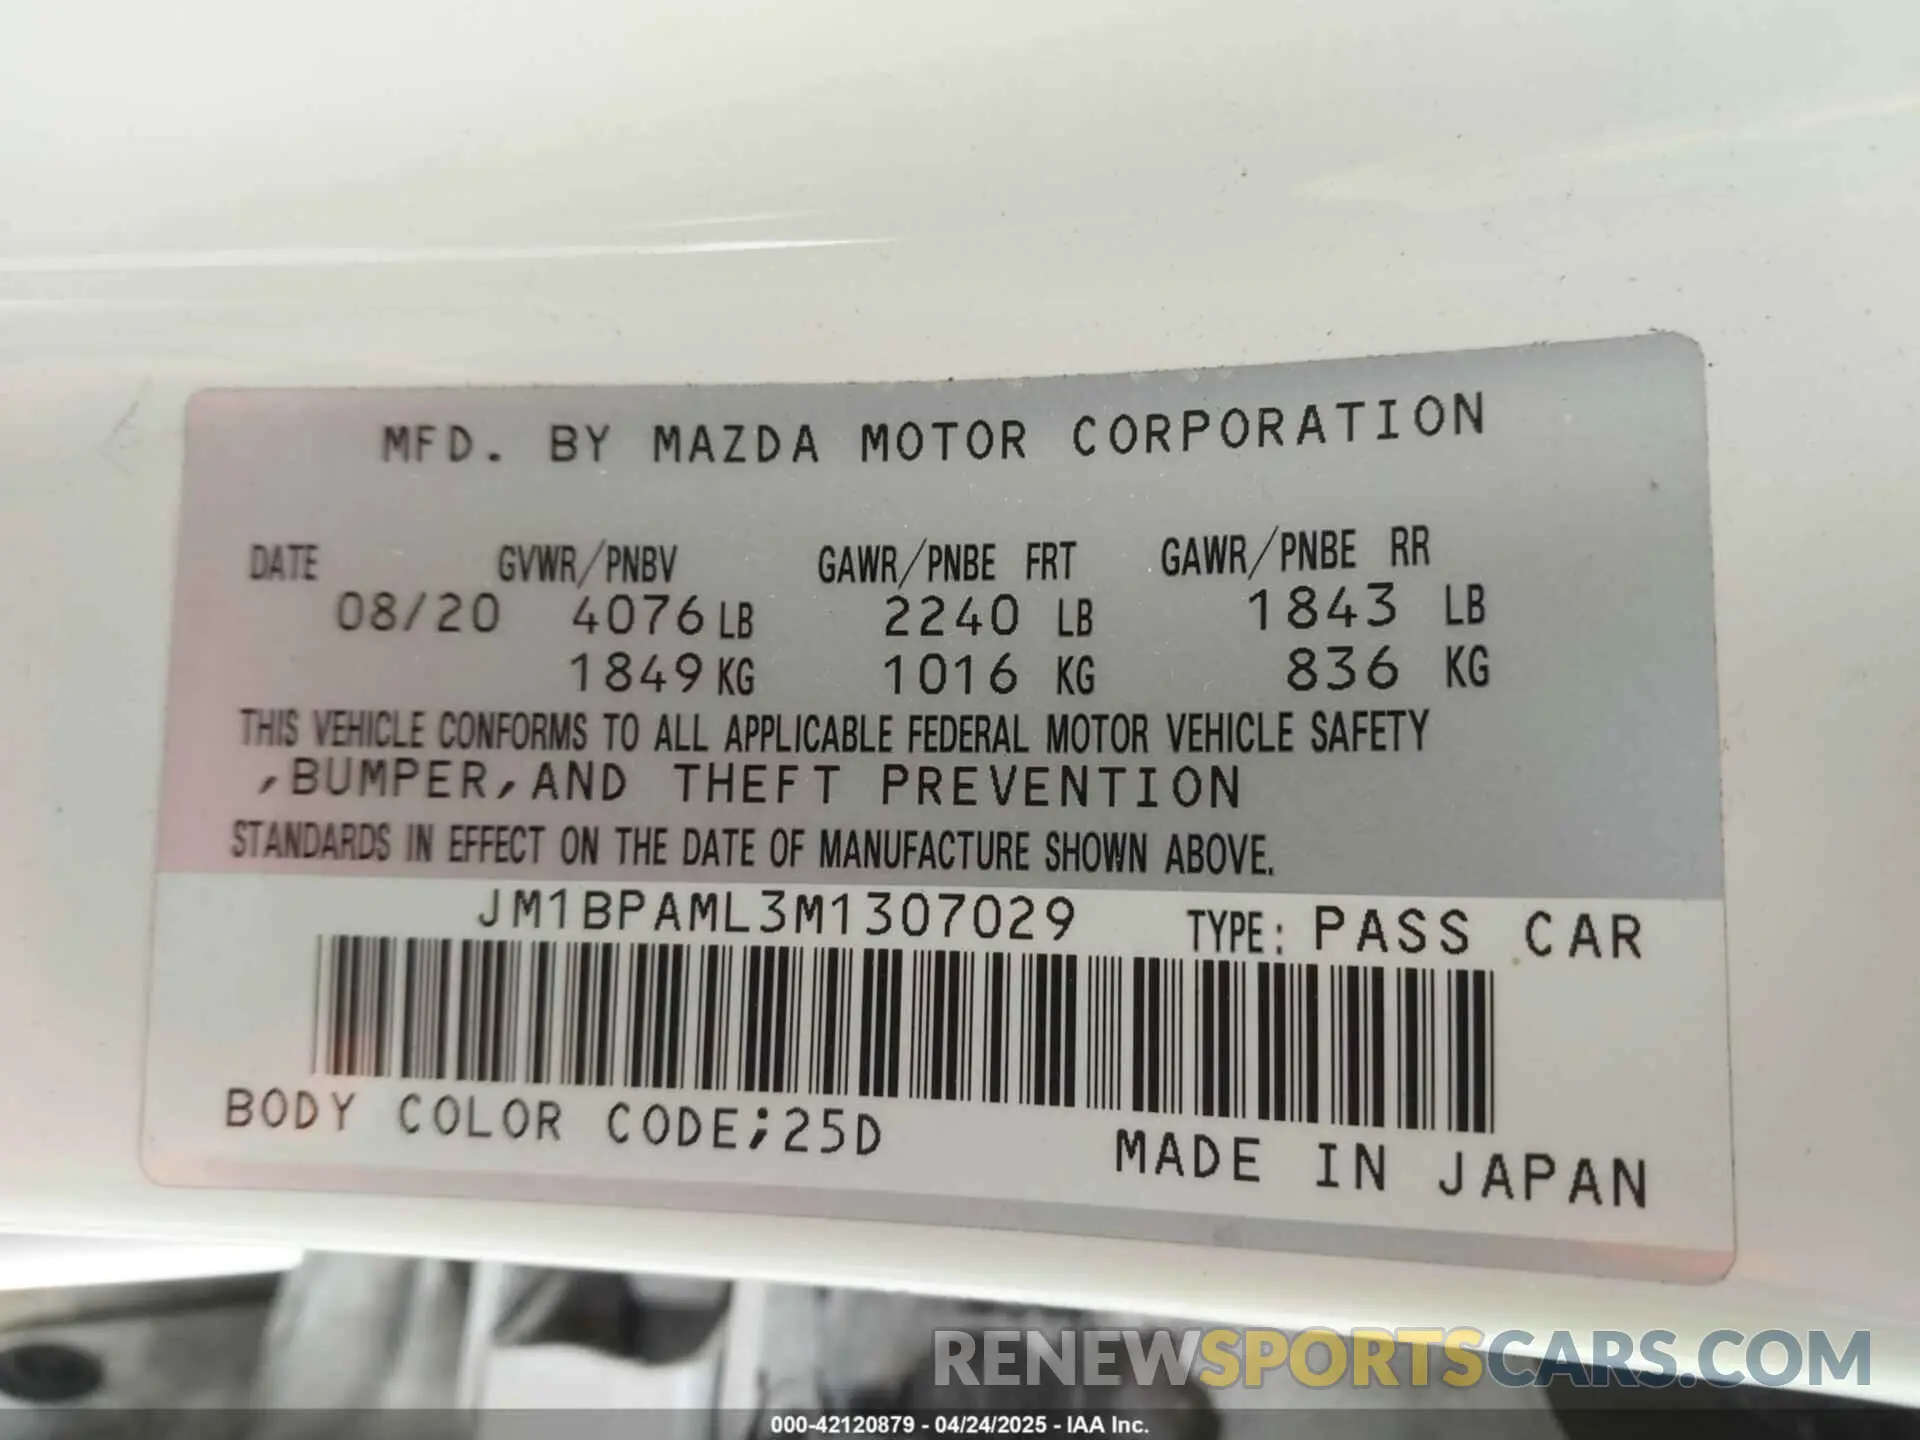 MFD. BY MAZDA MOTOR CORPORATION
DATE GVWR/PNBV GAWR/PNBE FRT GAWR/PNBE RR
08/20 4076 LB 2240 LB 1843 LB
1849 KG 1016 KG 836 KG
THIS VEHICLE CONFORMS TO ALL APPLICABLE FEDERAL MOTOR VEHICLE SAFETY
,BUMPER,AND THEFT PREVENTION
STANDARDS IN EFFECT ON THE DATE OF MANUFACTURE SHOWN ABOVE.
JM1BPAML3M1307029 TYPE: PASS CAR
BODY COLOR CODE;25D
MADE IN JAPAN
RENEWSPORTSCARS.COM
000-42120879 - 04/24/2025 - IAA Inc.